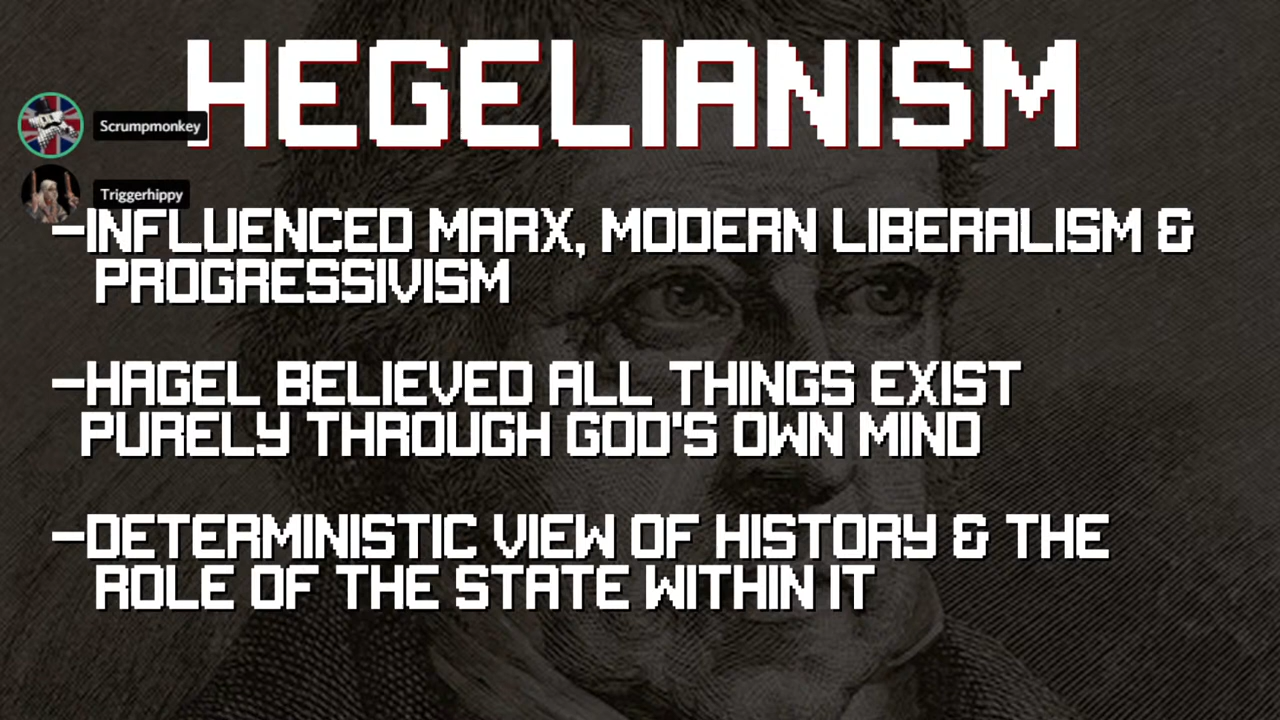 HEGELIANISM
Scrumpmonkey
Triggerhippy
-INFLUENCED MARX, MODERN LIBERALISM &
PROGRESSIVISM
-HAGEL BELIEVED ALL THINGS EXIST
PURELY THROUGH GOD'S OWN MIND
-DETERMINISTIC VIEW OF HISTORY & THE
ROLE OF THE STATE WITHIN IT